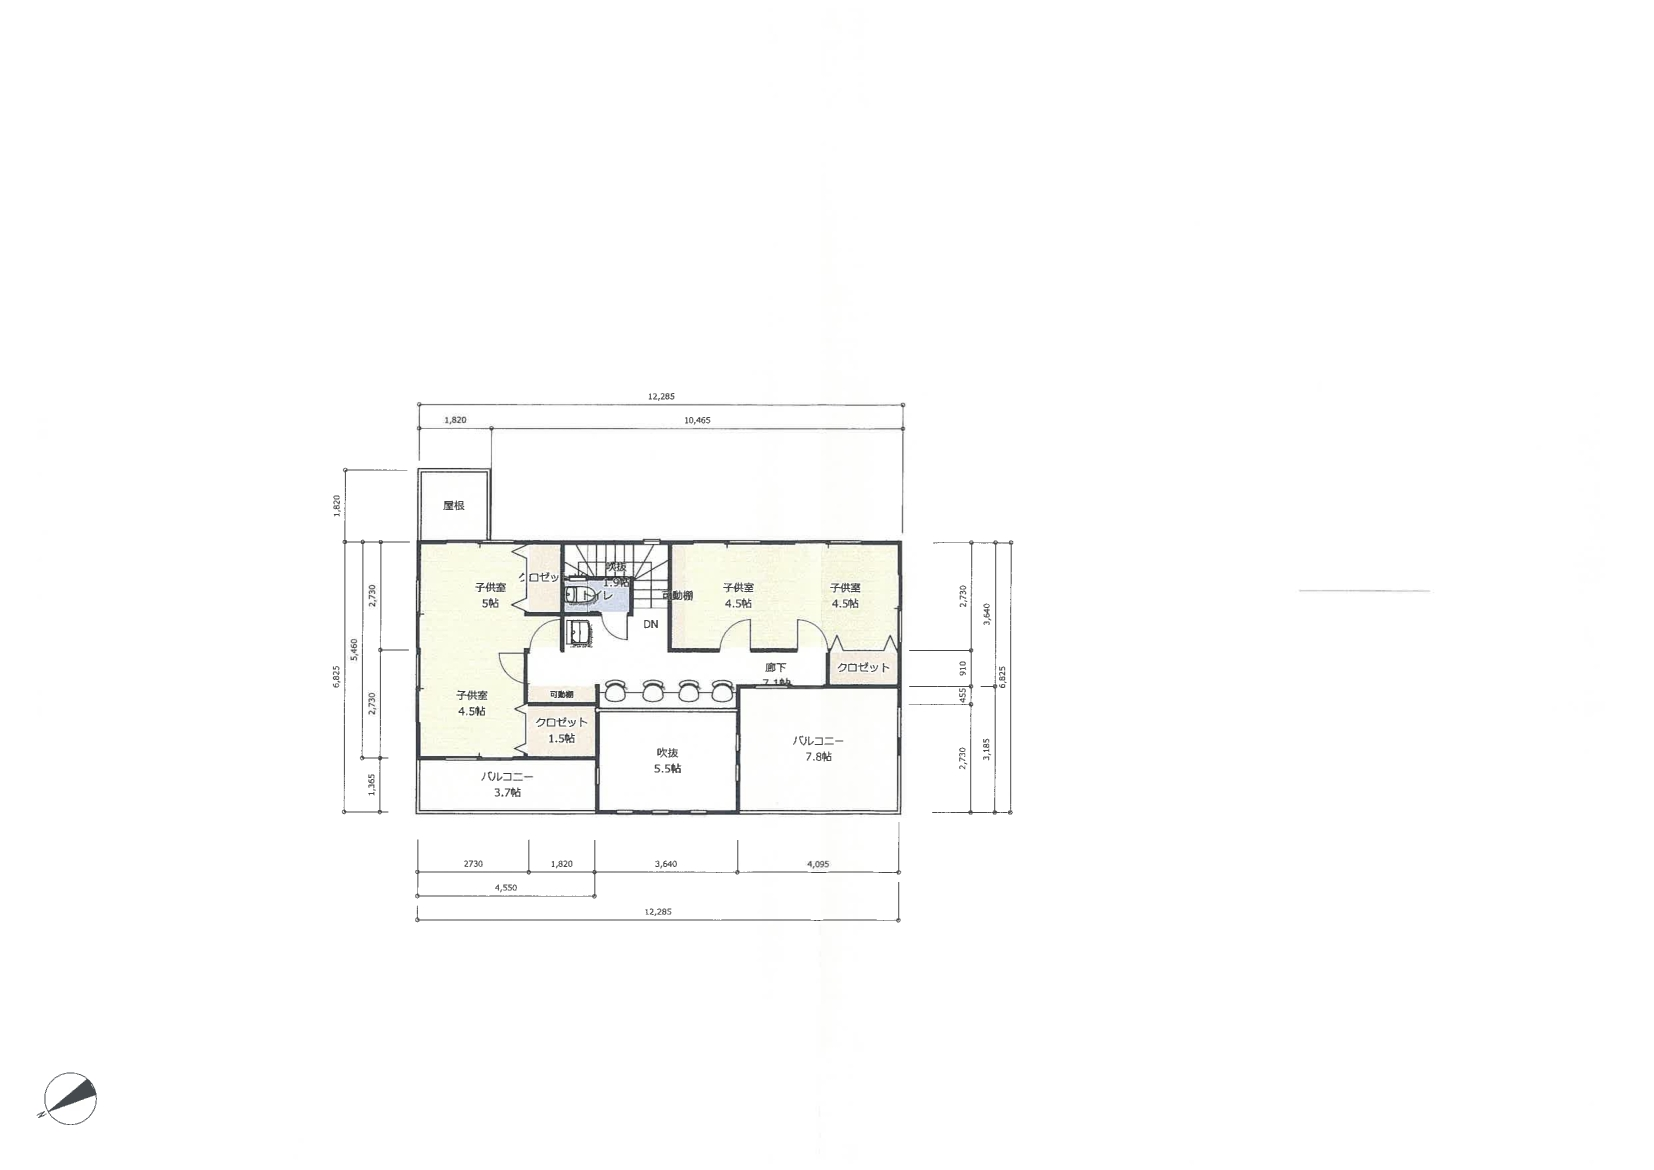 12,285
1,820
10,465
1,820
屋根
6,825
5,460
2,730
2,730
1,365
子供室
5帖
クロゼッ
吹抜
1.9帖
トイレ
可動棚
DN
子供室
4.5帖
子供室
4.5帖
廊下
7.1帖
クロゼット
子供室
4.5帖
可動棚
クロゼット
1.5帖
吹抜
5.5帖
バルコニー
7.8帖
バルコニー
3.7帖
2,730
910
455
2,730
3,640
3,185
6,825
2730
1,820
3,640
4,095
4,550
12,285
N